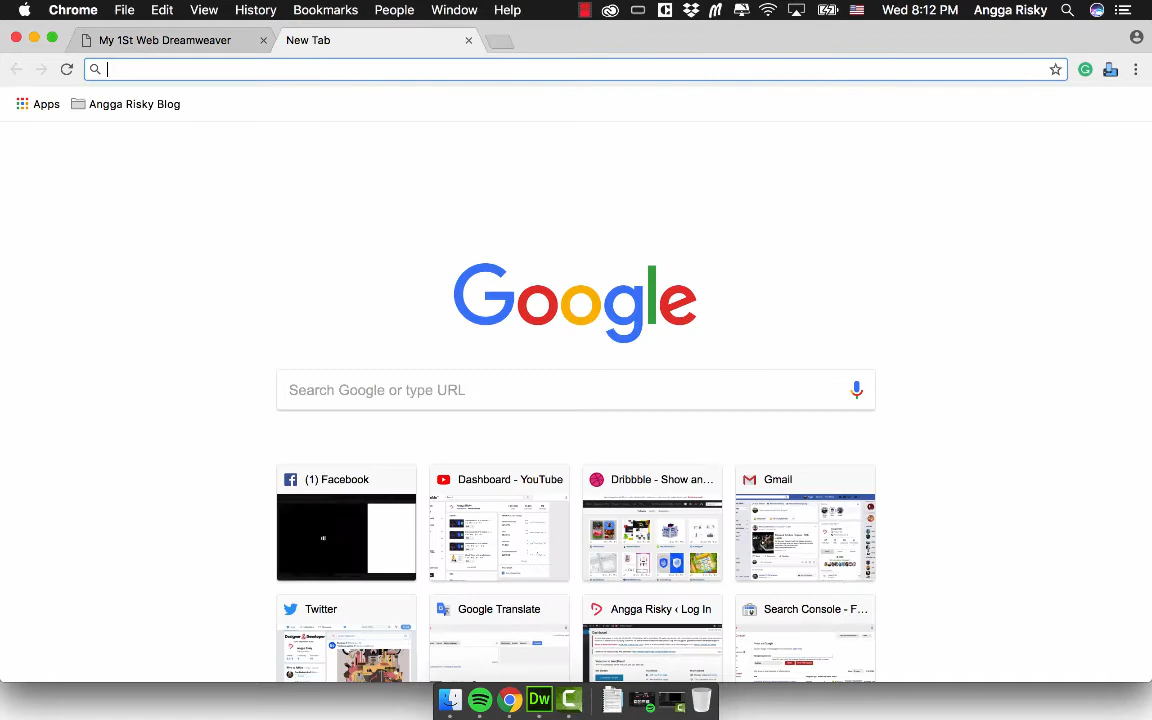 Chrome File Edit View History Bookmarks People Window Help Wed 8:12 PM Angga Risky
My 1St Web Dreamweaver New Tab
Apps Angga Risky Blog
Google
Search Google or type URL
(1) Facebook Dashboard - YouTube Dribbble - Show an... Gmail
Twitter Google Translate Angga Risky ‹ Log In Search Console - F...
Dw